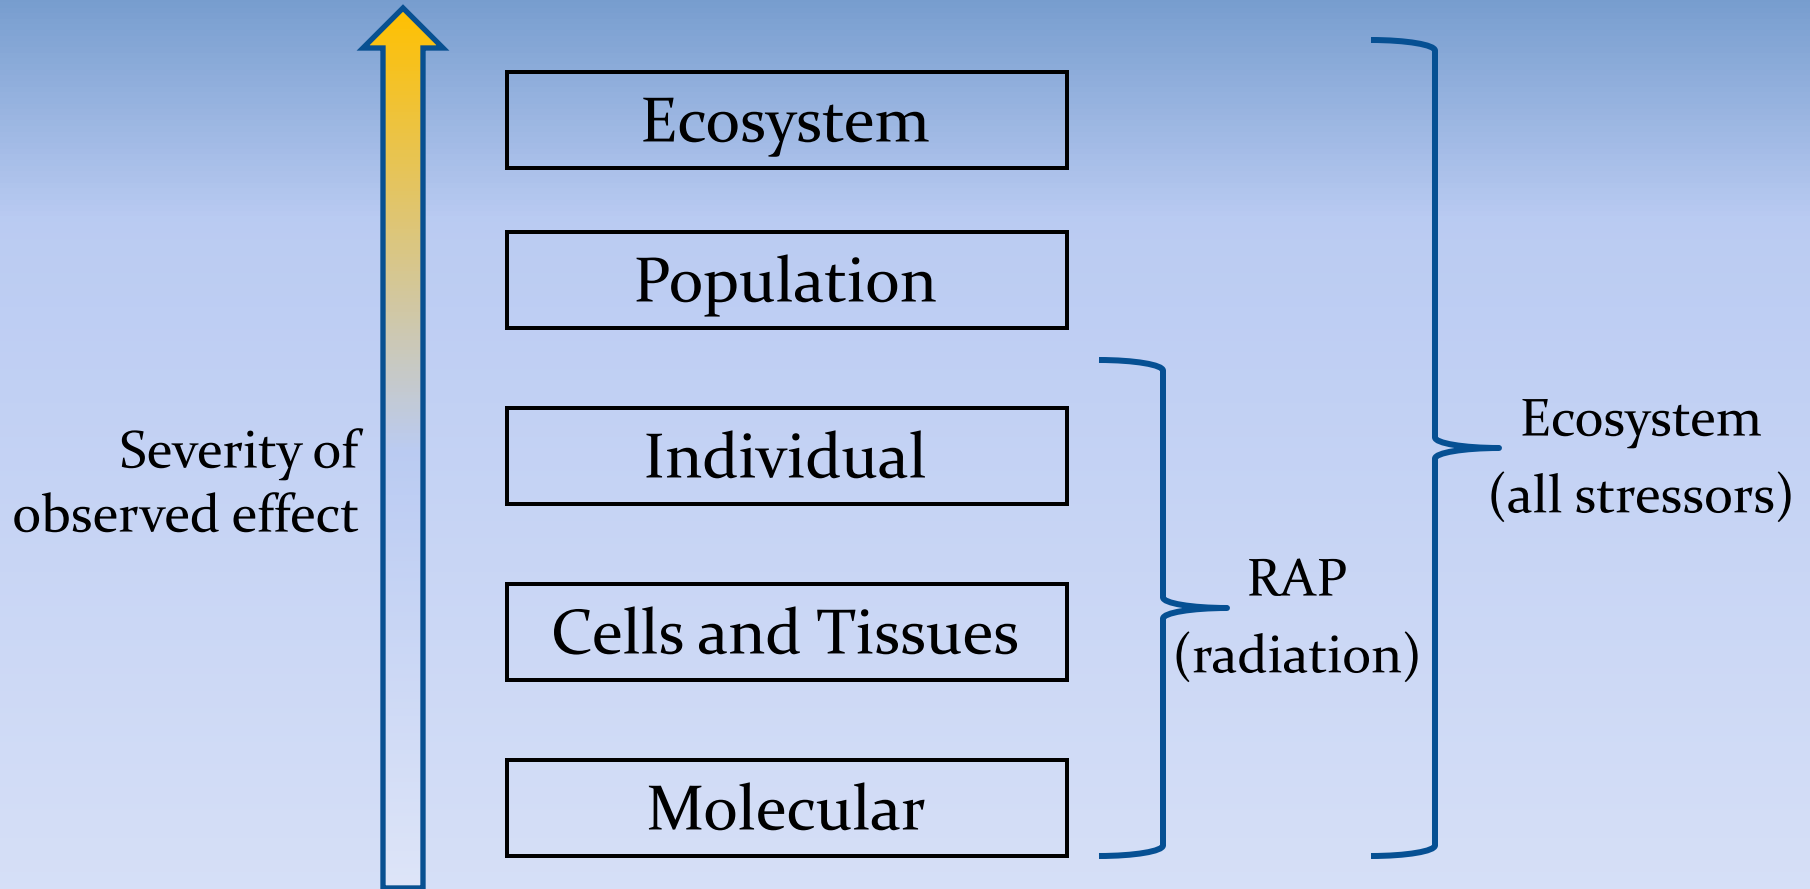 Ecosystem
Population
Individual
Cells and Tissues
Molecular
Severity of
observed effect
RAP
(radiation)
Ecosystem
(all stressors)